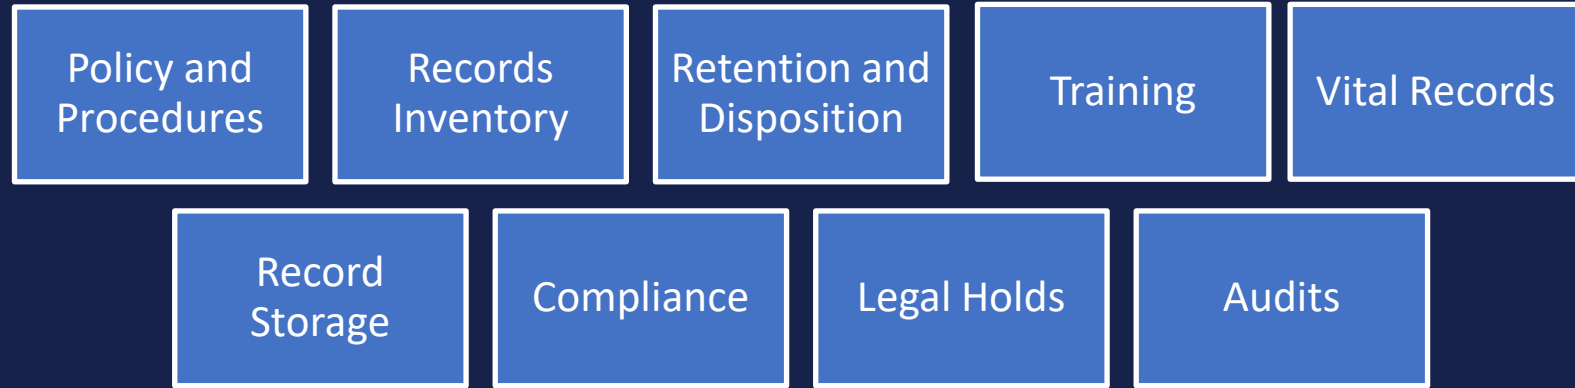 Policy and
Procedures
Records
Inventory
Retention and
Disposition
Training
Vital Records
Record
Storage
Compliance
Legal Holds
Audits